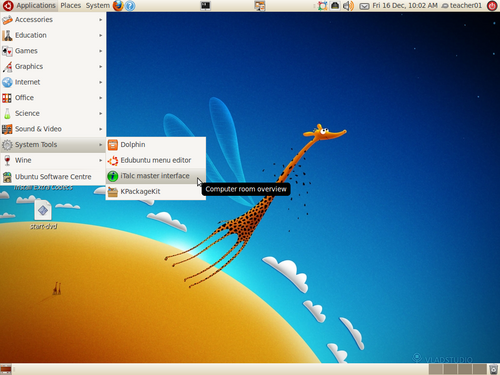 Applications Places System Fri 16 Dec, 10:02 AM teacher01
Accessories
Education
Games
Graphics
Internet
Office
Science
Sound & Video
System Tools
Wine
Ubuntu Software Centre
Dolphin
Edubuntu menu editor
iTalc master interface
KPackageKit
Computer room overview
Install Extra Codecs
start-dvd
VLADSTUDIO